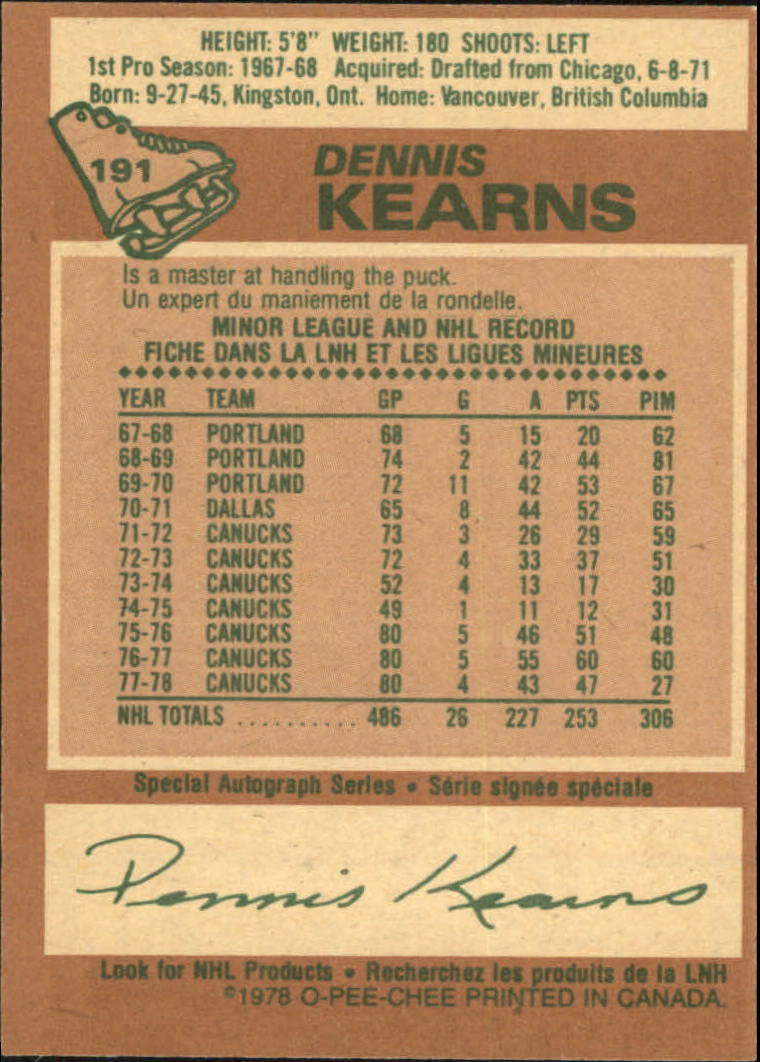 HEIGHT: 5'8" WEIGHT: 180 SHOOTS: LEFT
1st Pro Season: 1967-68 Acquired: Drafted from Chicago, 6-8-71
Born: 9-27-45, Kingston, Ont. Home: Vancouver, British Columbia
191
DENNIS
KEARNS
Is a master at handling the puck.
Un expert du maniement de la rondelle.
MINOR LEAGUE AND NHL RECORD
FICHE DANS LA LNH ET LES LIGUES MINEURES
YEAR TEAM GP G A PTS PIM
67-68 PORTLAND 68 5 15 20 62
68-69 PORTLAND 74 2 42 44 81
69-70 PORTLAND 72 11 42 53 67
70-71 DALLAS 65 8 44 52 65
71-72 CANUCKS 73 3 26 29 59
72-73 CANUCKS 72 4 33 37 51
73-74 CANUCKS 52 4 13 17 30
74-75 CANUCKS 49 1 11 12 31
75-76 CANUCKS 80 5 46 51 48
76-77 CANUCKS 80 5 55 60 60
77-78 CANUCKS 80 4 43 47 27
NHL TOTALS .......... 486 26 227 253 306
Special Autograph Series • Série signée spéciale
Dennis Kearns
Look for NHL Products • Recherchez les produits de la LNH
©1978 O-PEE-CHEE PRINTED IN CANADA.